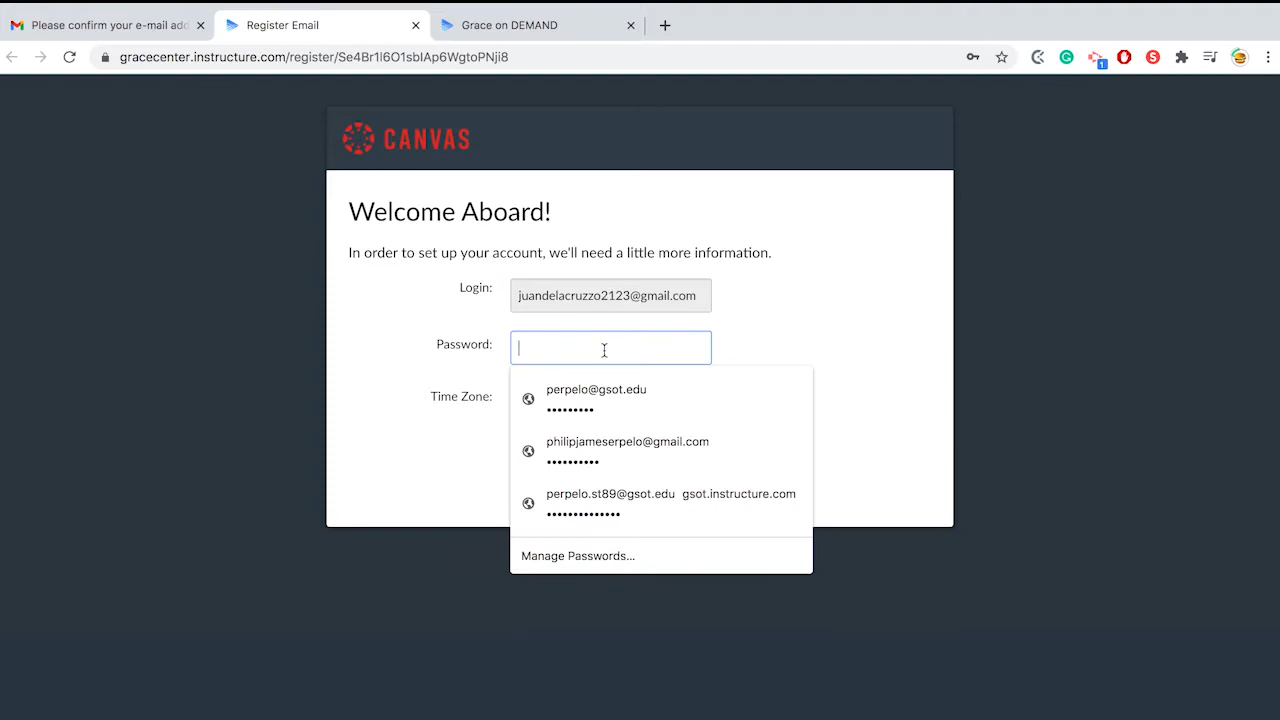 Please confirm your e-mail add
Register Email
Grace on DEMAND
gracecenter.instructure.com/register/Se4Br1l6O1sbIAp6WgtoPNji8
1
CANVAS
Welcome Aboard!
In order to set up your account, we'll need a little more information.
Login:
juandelacruzzo2123@gmail.com
Password:
Time Zone:
perpelo@gsot.edu
•••••••••
philipjameserpelo@gmail.com
••••••••••
perpelo.st89@gsot.edu gsot.instructure.com
••••••••••••••
Manage Passwords...